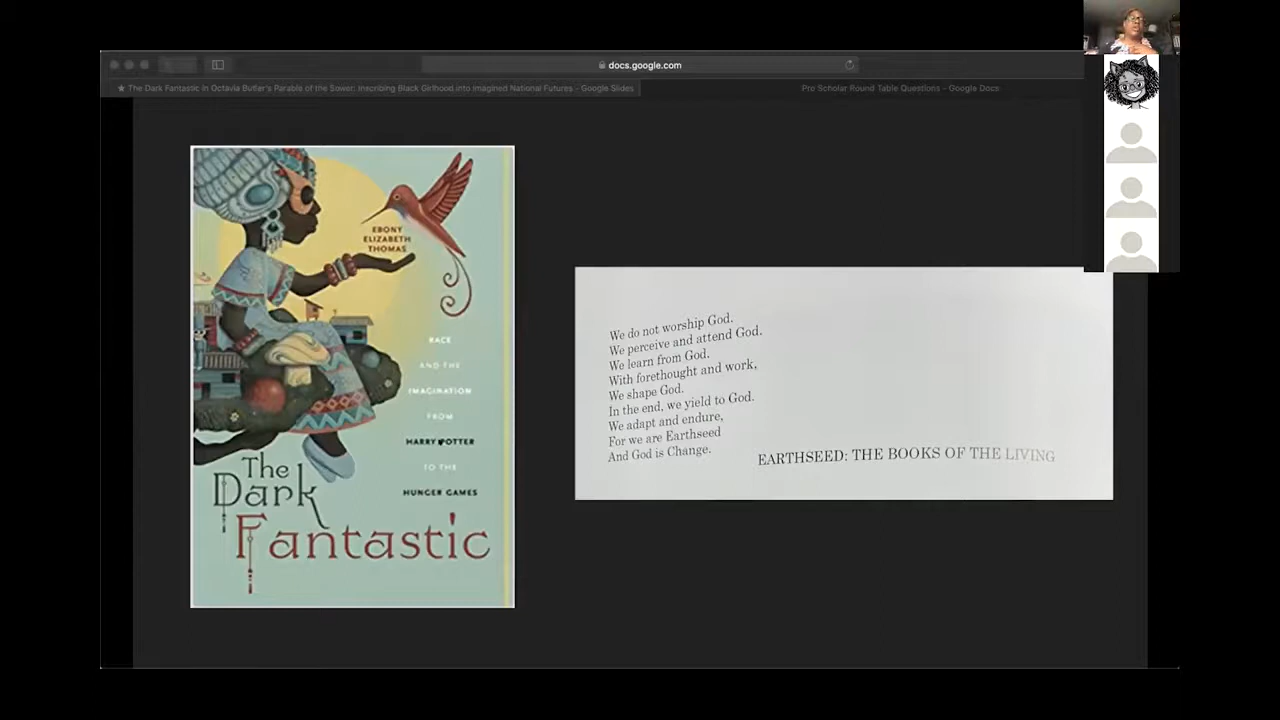 docs.google.com
★ The Dark Fantastic in Octavia Butler's Parable of the Sower: Inscribing Black Girlhood into Imagined National Futures - Google Slides
Pro Scholar Round Table Questions - Google Docs
EBONY
ELIZABETH
THOMAS
RACE
AND THE
IMAGINATION
FROM
HARRY POTTER
TO THE
HUNGER GAMES
The
Dark
Fantastic
We do not worship God.
We perceive and attend God.
We learn from God.
With forethought and work,
We shape God.
In the end, we yield to God.
We adapt and endure,
For we are Earthseed
And God is Change.
EARTHSEED: THE BOOKS OF THE LIVING